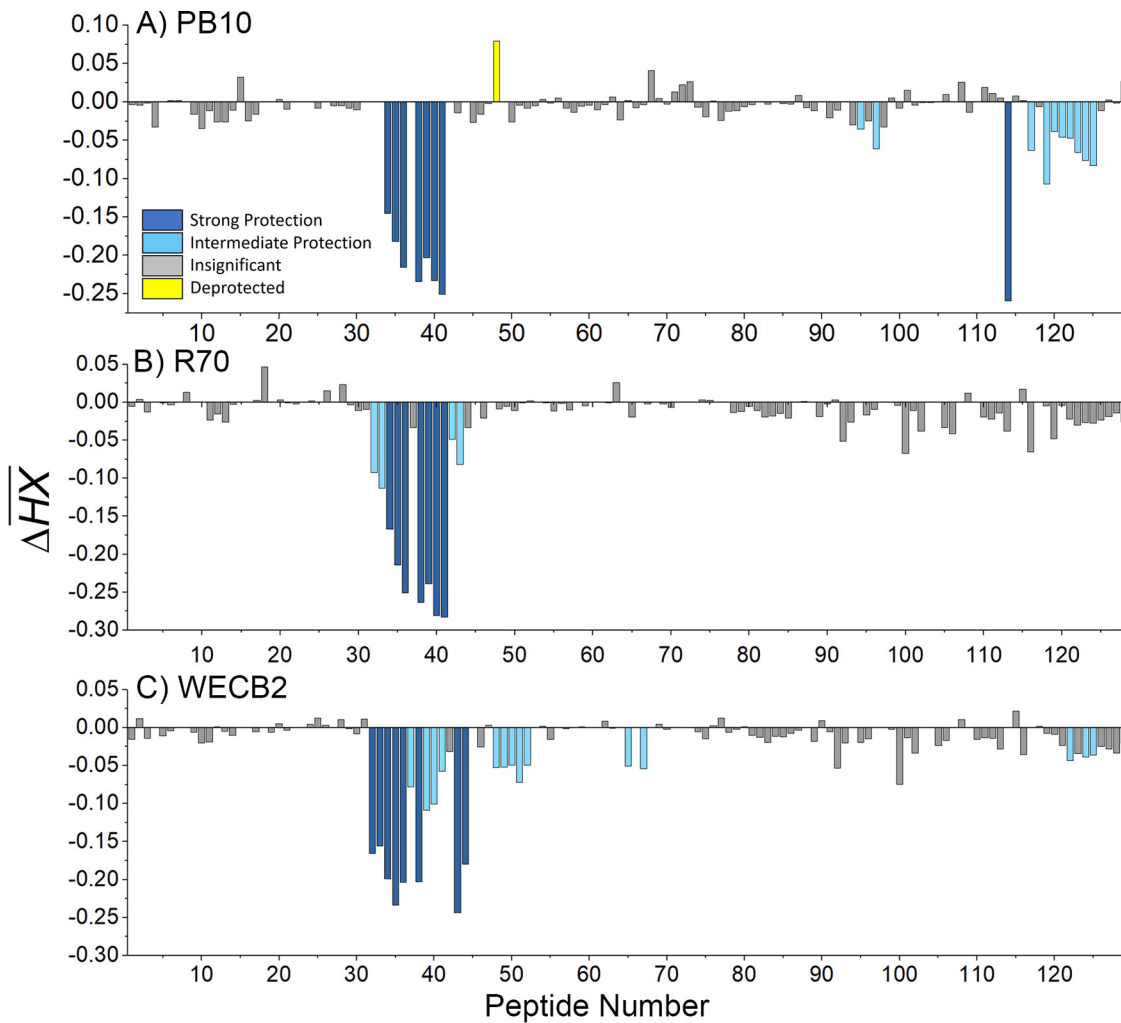 A) PB10
0.10
0.05
0.00
-0.05
-0.10
-0.15
-0.20
-0.25
Strong Protection
Intermediate Protection
Insignificant
Deprotected
10 20 30 40 50 60 70 80 90 100 110 120
B) R70
0.05
0.00
-0.05
-0.10
-0.15
-0.20
-0.25
-0.30
10 20 30 40 50 60 70 80 90 100 110 120
ΔHX
C) WECB2
0.05
0.00
-0.05
-0.10
-0.15
-0.20
-0.25
-0.30
10 20 30 40 50 60 70 80 90 100 110 120
Peptide Number